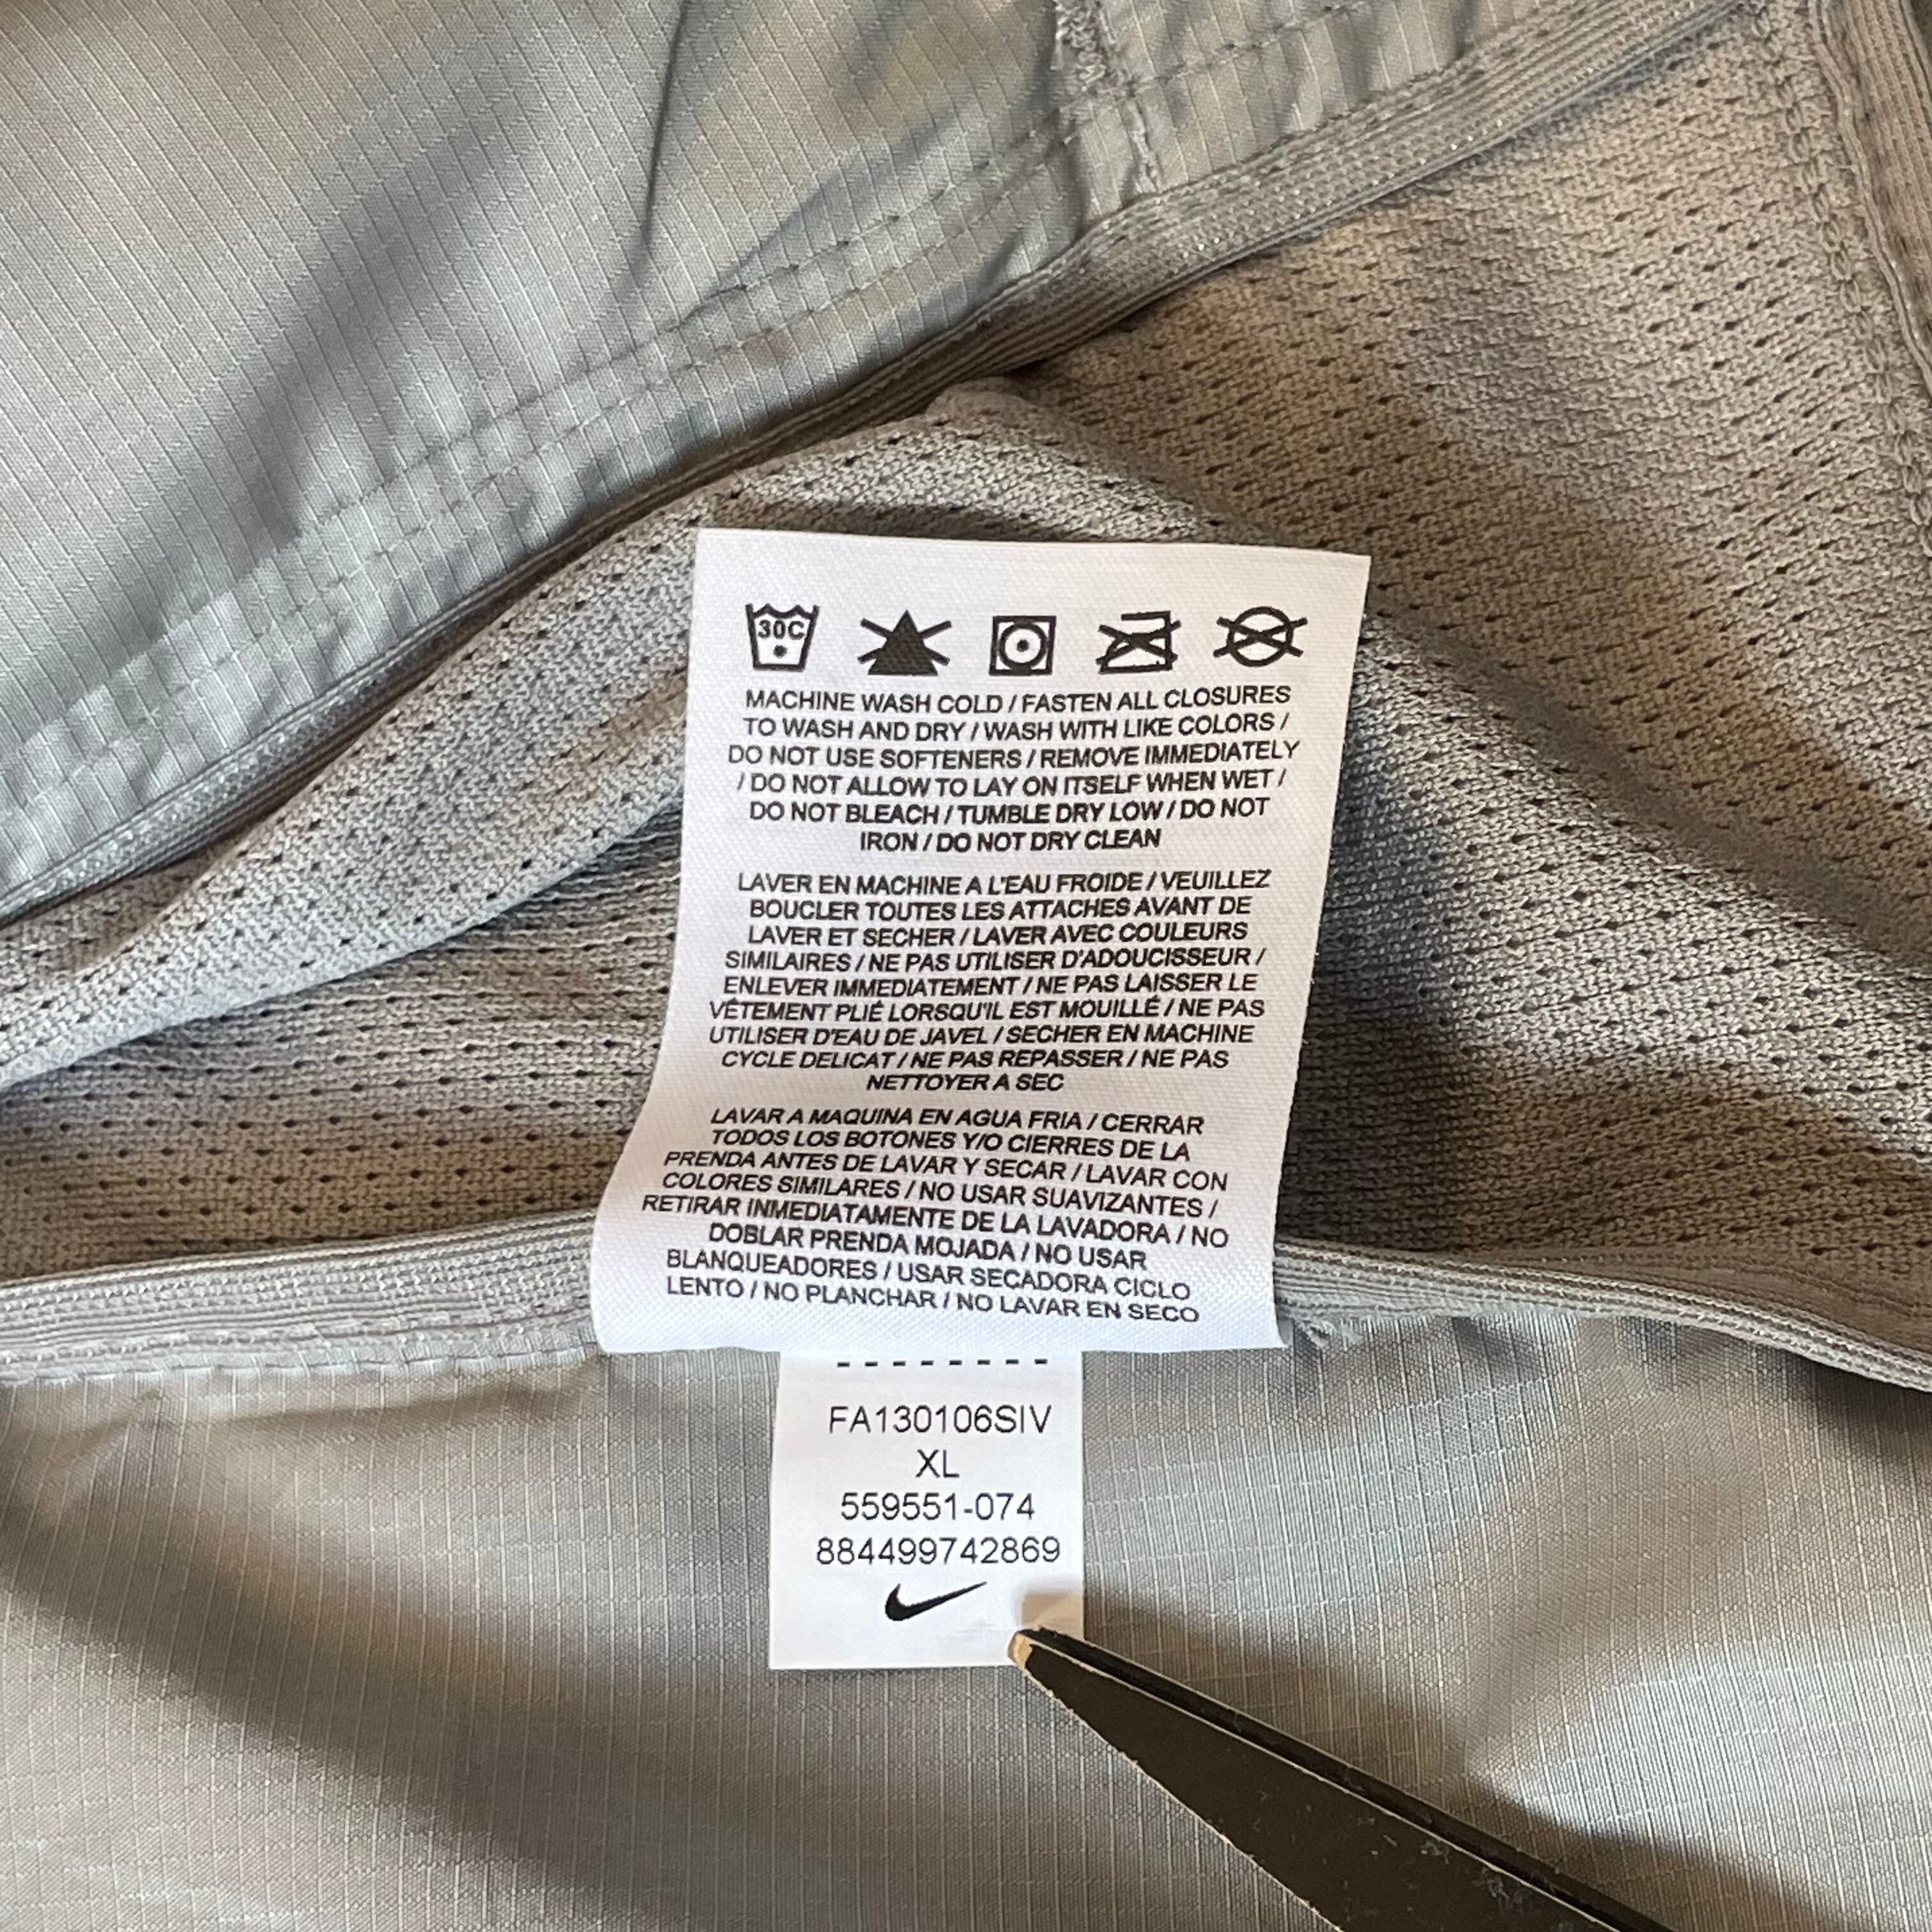 30C
MACHINE WASH COLD / FASTEN ALL CLOSURES
TO WASH AND DRY / WASH WITH LIKE COLORS /
DO NOT USE SOFTENERS / REMOVE IMMEDIATELY
/ DO NOT ALLOW TO LAY ON ITSELF WHEN WET /
DO NOT BLEACH / TUMBLE DRY LOW / DO NOT
IRON / DO NOT DRY CLEAN
LAVER EN MACHINE A L'EAU FROIDE / VEUILLEZ
BOUCLER TOUTES LES ATTACHES AVANT DE
LAVER ET SECHER / LAVER AVEC COULEURS
SIMILAIRES / NE PAS UTILISER D'ADOUCISSEUR /
ENLEVER IMMEDIATEMENT / NE PAS LAISSER LE
VÊTEMENT PLIÉ LORSQU'IL EST MOUILLÉ / NE PAS
UTILISER D'EAU DE JAVEL / SECHER EN MACHINE
CYCLE DELICAT / NE PAS REPASSER / NE PAS
NETTOYER A SEC
LAVAR A MAQUINA EN AGUA FRIA / CERRAR
TODOS LOS BOTONES Y/O CIERRES DE LA
PRENDA ANTES DE LAVAR Y SECAR / LAVAR CON
COLORES SIMILARES / NO USAR SUAVIZANTES /
RETIRAR INMEDIATAMENTE DE LA LAVADORA / NO
DOBLAR PRENDA MOJADA / NO USAR
BLANQUEADORES / USAR SECADORA CICLO
LENTO / NO PLANCHAR / NO LAVAR EN SECO
FA130106SIV
XL
559551-074
884499742869